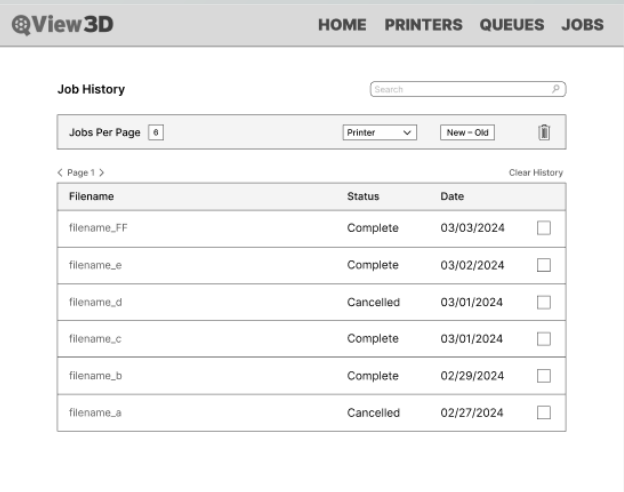 QView3D HOME PRINTERS QUEUES JOBS
Job History Search
Jobs Per Page 6 Printer New – Old
< Page 1 > Clear History
Filename Status Date
filename_FF Complete 03/03/2024
filename_e Complete 03/02/2024
filename_d Cancelled 03/01/2024
filename_c Complete 03/01/2024
filename_b Complete 02/29/2024
filename_a Cancelled 02/27/2024